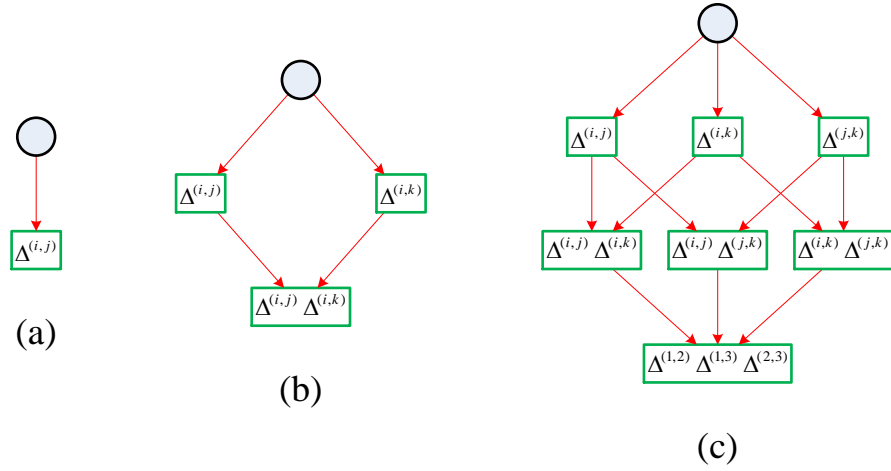 Δ^(i,j)
(a)
Δ^(i,j) Δ^(i,k)
Δ^(i,j) Δ^(i,k)
(b)
Δ^(i,j) Δ^(i,k) Δ^(j,k)
Δ^(i,j) Δ^(i,k) Δ^(i,j) Δ^(j,k) Δ^(i,k) Δ^(j,k)
Δ^(1,2) Δ^(1,3) Δ^(2,3)
(c)